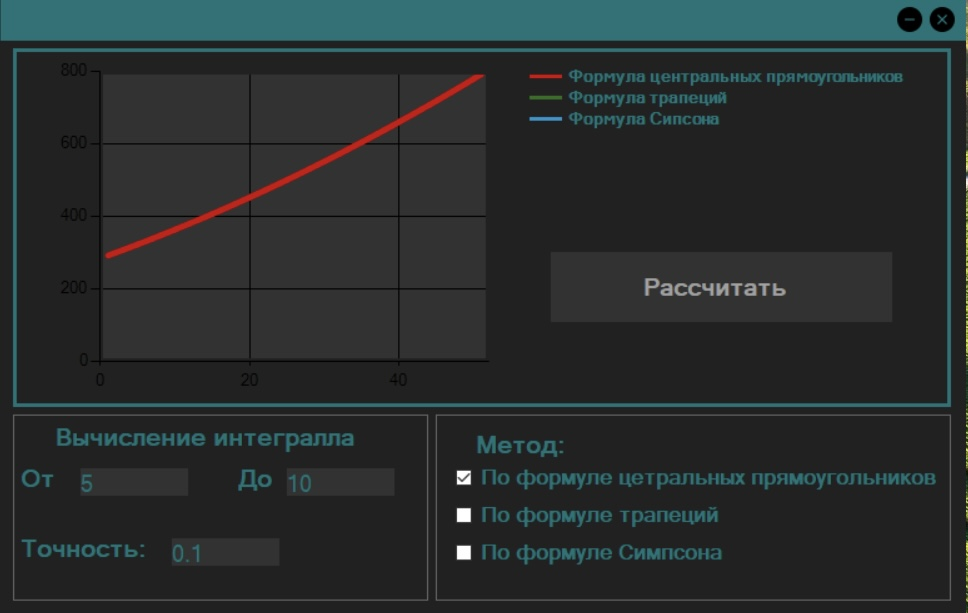 800
600
400
200
0
0 20 40
Формула центральных прямоугольников
Формула трапеций
Формула Сипсона
Рассчитать
Вычисление интегралла
От 5 До 10
Точность: 0.1
Метод:
По формуле цетральных прямоугольников
По формуле трапеций
По формуле Симпсона